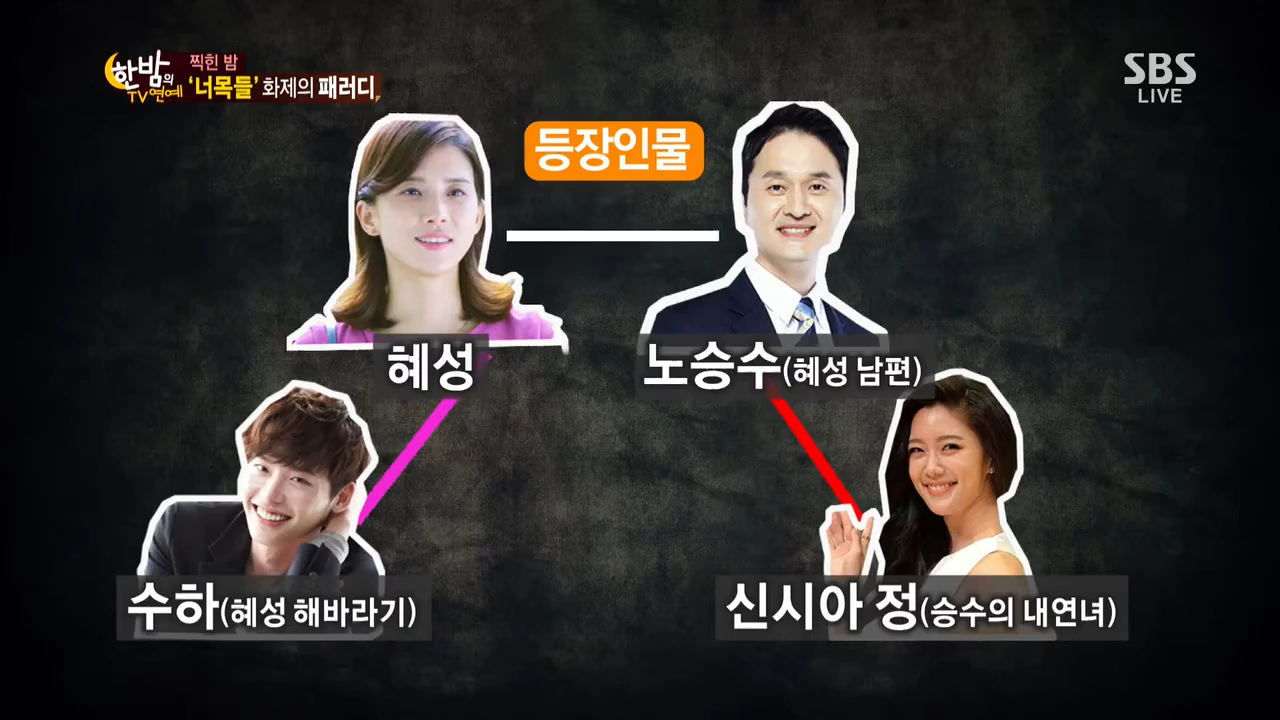 한밤의
TV연예
찍힌 밤
'너목들' 화제의 패러디
SBS
LIVE
등장인물
혜성
노승수(혜성 남편)
수하(혜성 해바라기)
신시아 정(승수의 내연녀)